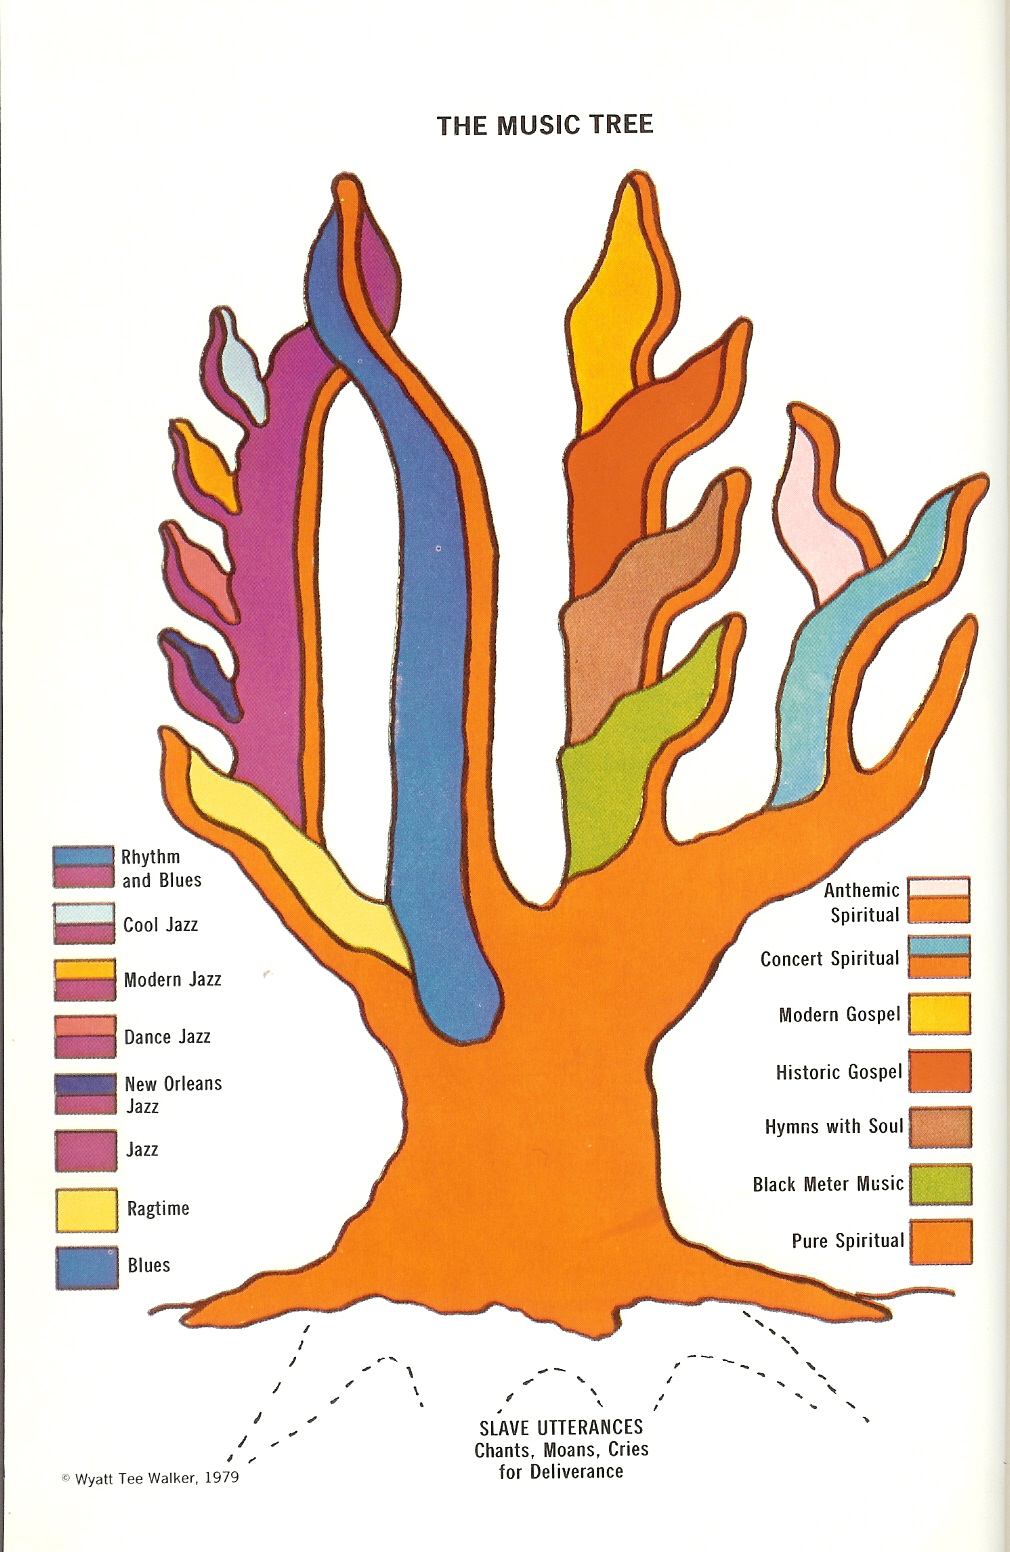 THE MUSIC TREE
Rhythm
and Blues
Cool Jazz
Modern Jazz
Dance Jazz
New Orleans
Jazz
Jazz
Ragtime
Blues
Anthemic
Spiritual
Concert Spiritual
Modern Gospel
Historic Gospel
Hymns with Soul
Black Meter Music
Pure Spiritual
SLAVE UTTERANCES
Chants, Moans, Cries
for Deliverance
© Wyatt Tee Walker, 1979